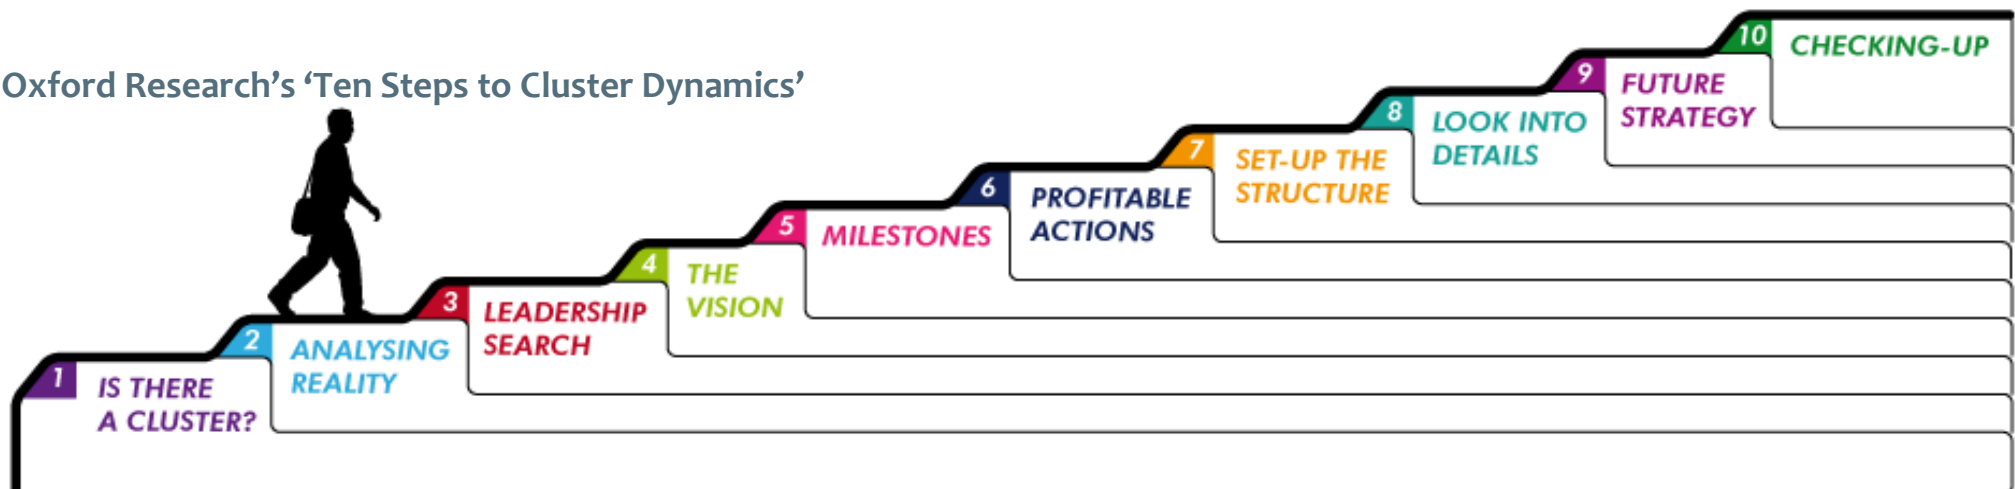 Oxford Research’s ‘Ten Steps to Cluster Dynamics’
1
IS THERE
A CLUSTER?
2
ANALYSING
REALITY
3
LEADERSHIP
SEARCH
4
THE
VISION
5
MILESTONES
6
PROFITABLE
ACTIONS
7
SET-UP THE
STRUCTURE
8
LOOK INTO
DETAILS
9
FUTURE
STRATEGY
10
CHECKING-UP